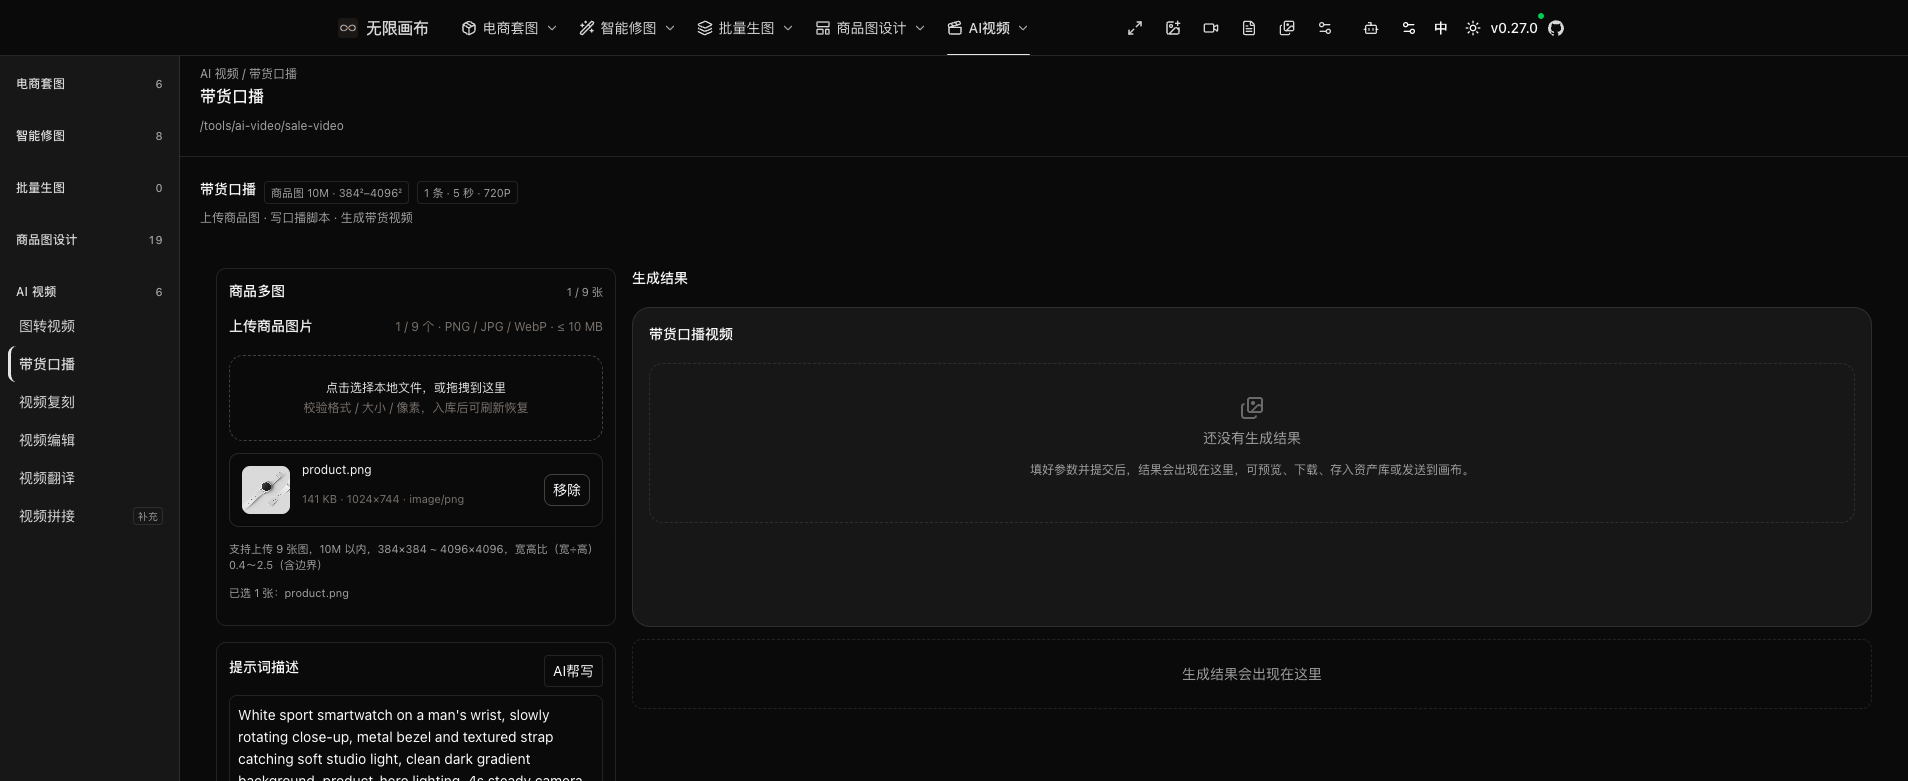 无限画布
电商套图
智能修图
批量生图
商品图设计
AI视频
中
v0.27.0
电商套图 6
智能修图 8
批量生图 0
商品图设计 19
AI 视频 6
图转视频
带货口播
视频复刻
视频编辑
视频翻译
视频拼接 补充
AI 视频 / 带货口播
带货口播
/tools/ai-video/sale-video
带货口播 商品图 10M · 384²–4096² 1 条 · 5 秒 · 720P
上传商品图 · 写口播脚本 · 生成带货视频
商品多图 1 / 9 张
上传商品图片 1 / 9 个 · PNG / JPG / WebP · ≤ 10 MB
点击选择本地文件，或拖拽到这里
校验格式 / 大小 / 像素，入库后可刷新恢复
product.png
141 KB · 1024×744 · image/png
移除
支持上传 9 张图，10M 以内，384×384 ~ 4096×4096，宽高比（宽÷高）
0.4～2.5（含边界）
已选 1 张：product.png
提示词描述 AI帮写
White sport smartwatch on a man's wrist, slowly
rotating close-up, metal bezel and textured strap
catching soft studio light, clean dark gradient
background, product-hero lighting, 4s steady camera
生成结果
带货口播视频
还没有生成结果
填好参数并提交后，结果会出现在这里，可预览、下载、存入资产库或发送到画布。
生成结果会出现在这里